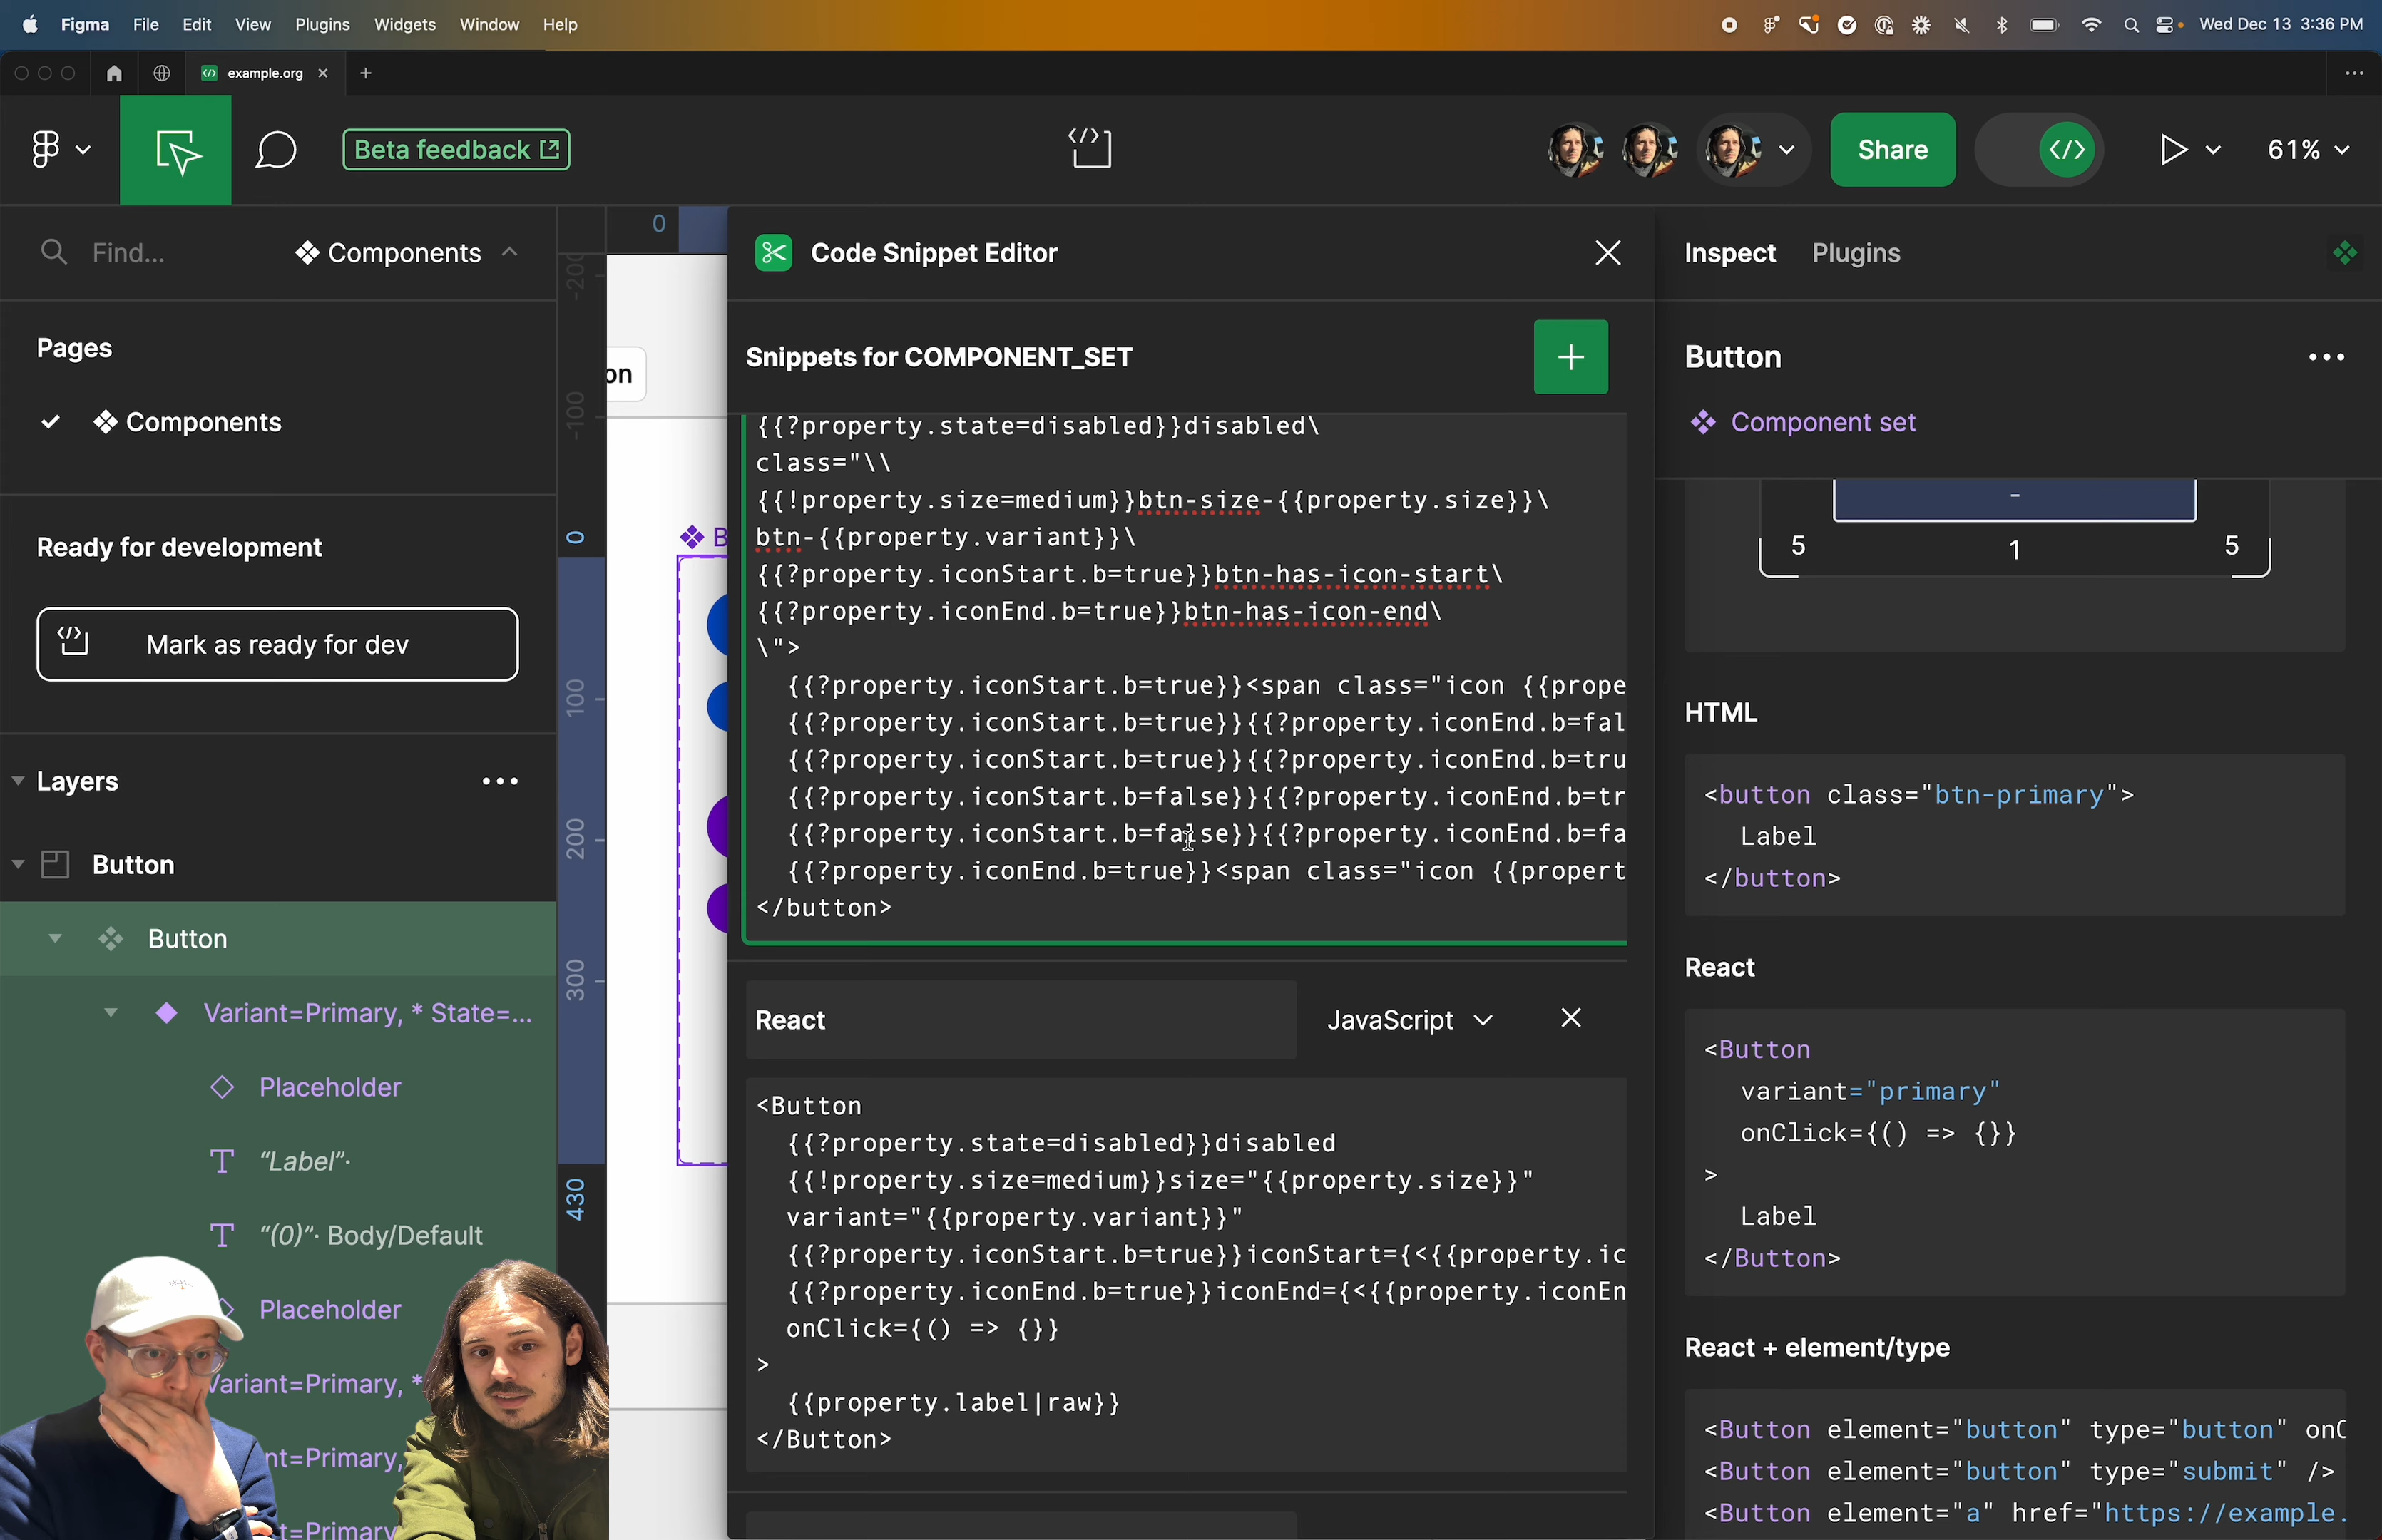 Figma File Edit View Plugins Widgets Window Help Wed Dec 13 3:36 PM
example.org
Beta feedback Share 61%
Find... Components
Pages
Components
Ready for development
Mark as ready for dev
Layers
Button
Button
Variant=Primary, * State=...
Placeholder
“Label”·
“(0)”· Body/Default
Placeholder
Variant=Primary, *
nt=Primary,
t=Primary
0
-200
-100
0
100
200
300
430
on
B
Code Snippet Editor
Snippets for COMPONENT_SET
{{?property.state=disabled}}disabled\
class="\\
{{!property.size=medium}}btn-size-{{property.size}}\
btn-{{property.variant}}\
{{?property.iconStart.b=true}}btn-has-icon-start\
{{?property.iconEnd.b=true}}btn-has-icon-end\
\">
{{?property.iconStart.b=true}}<span class="icon {{prope
{{?property.iconStart.b=true}}{{?property.iconEnd.b=fal
{{?property.iconStart.b=true}}{{?property.iconEnd.b=tru
{{?property.iconStart.b=false}}{{?property.iconEnd.b=tr
{{?property.iconStart.b=false}}{{?property.iconEnd.b=fa
{{?property.iconEnd.b=true}}<span class="icon {{propert
</button>
React JavaScript
<Button
{{?property.state=disabled}}disabled
{{!property.size=medium}}size="{{property.size}}"
variant="{{property.variant}}"
{{?property.iconStart.b=true}}iconStart={<{{property.ic
{{?property.iconEnd.b=true}}iconEnd={<{{property.iconEn
onClick={() => {}}
>
{{property.label|raw}}
</Button>
Inspect Plugins
Button
Component set
-
5 1 5
HTML
<button class="btn-primary">
Label
</button>
React
<Button
variant="primary"
onClick={() => {}}
>
Label
</Button>
React + element/type
<Button element="button" type="button" onC
<Button element="button" type="submit" />
<Button element="a" href="https://example.